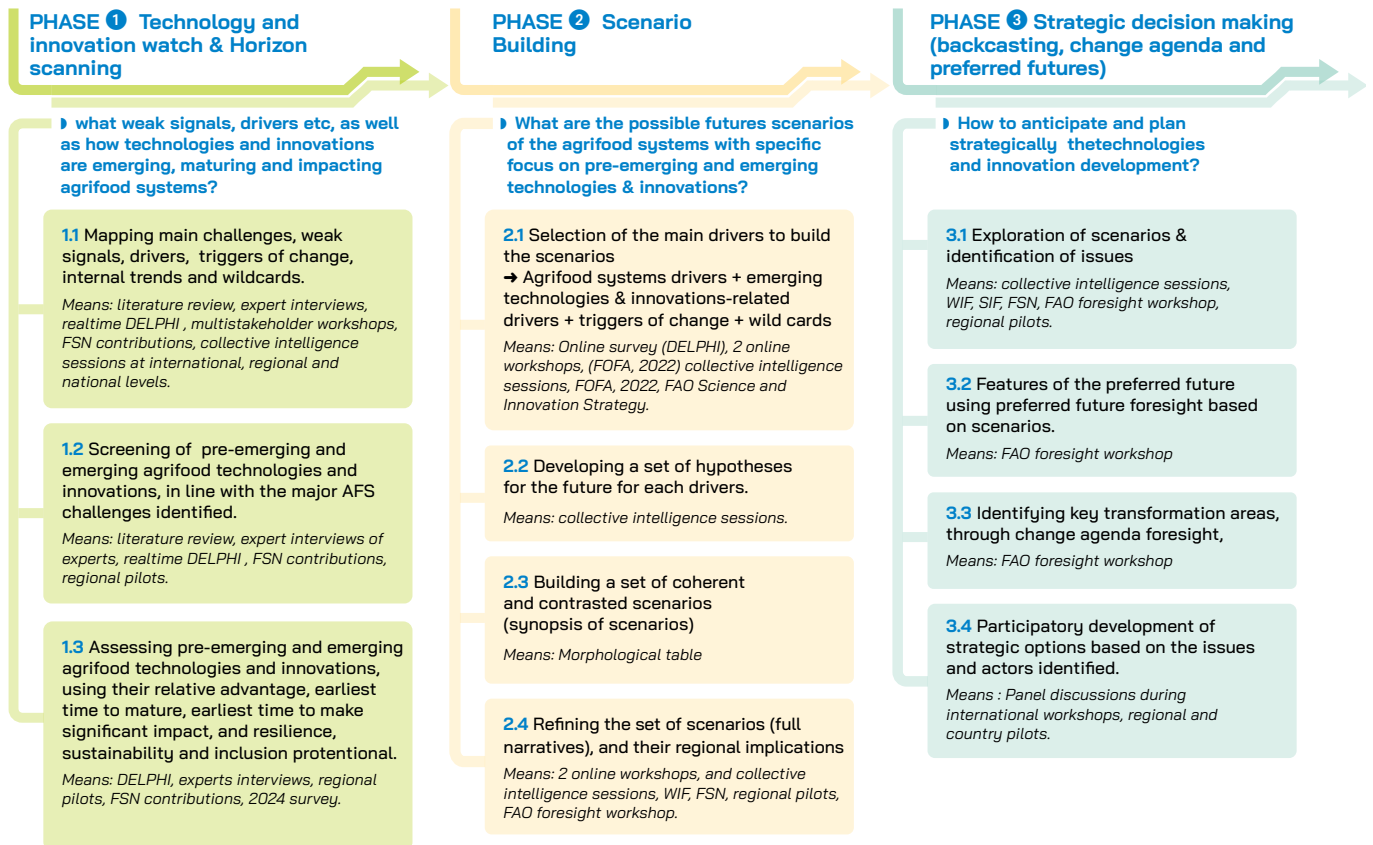 PHASE 1 Technology and
innovation watch & Horizon
scanning
◗ what weak signals, drivers etc, as well
as how technologies and innovations
are emerging, maturing and impacting
agrifood systems?
1.1 Mapping main challenges, weak
signals, drivers, triggers of change,
internal trends and wildcards.
Means: literature review, expert interviews,
realtime DELPHI , multistakeholder workshops,
FSN contributions, collective intelligence
sessions at international, regional and
national levels.
1.2 Screening of pre-emerging and
emerging agrifood technologies and
innovations, in line with the major AFS
challenges identified.
Means: literature review, expert interviews of
experts, realtime DELPHI , FSN contributions,
regional pilots.
1.3 Assessing pre-emerging and emerging
agrifood technologies and innovations,
using their relative advantage, earliest
time to mature, earliest time to make
significant impact, and resilience,
sustainability and inclusion protentional.
Means: DELPHI, experts interviews, regional
pilots, FSN contributions, 2024 survey.
PHASE 2 Scenario
Building
◗ What are the possible futures scenarios
of the agrifood systems with specific
focus on pre-emerging and emerging
technologies & innovations?
2.1 Selection of the main drivers to build
the scenarios
➜ Agrifood systems drivers + emerging
technologies & innovations-related
drivers + triggers of change + wild cards
Means: Online survey (DELPHI), 2 online
workshops, (FOFA, 2022) collective intelligence
sessions, FOFA, 2022, FAO Science and
Innovation Strategy.
2.2 Developing a set of hypotheses
for the future for each drivers.
Means: collective intelligence sessions.
2.3 Building a set of coherent
and contrasted scenarios
(synopsis of scenarios)
Means: Morphological table
2.4 Refining the set of scenarios (full
narratives), and their regional implications
Means: 2 online workshops, and collective
intelligence sessions, WIF, FSN, regional pilots,
FAO foresight workshop.
PHASE 3 Strategic decision making
(backcasting, change agenda and
preferred futures)
◗ How to anticipate and plan
strategically thetechnologies
and innovation development?
3.1 Exploration of scenarios &
identification of issues
Means: collective intelligence sessions,
WIF, SIF, FSN, FAO foresight workshop,
regional pilots.
3.2 Features of the preferred future
using preferred future foresight based
on scenarios.
Means: FAO foresight workshop
3.3 Identifying key transformation areas,
through change agenda foresight,
Means: FAO foresight workshop
3.4 Participatory development of
strategic options based on the issues
and actors identified.
Means : Panel discussions during
international workshops, regional and
country pilots.